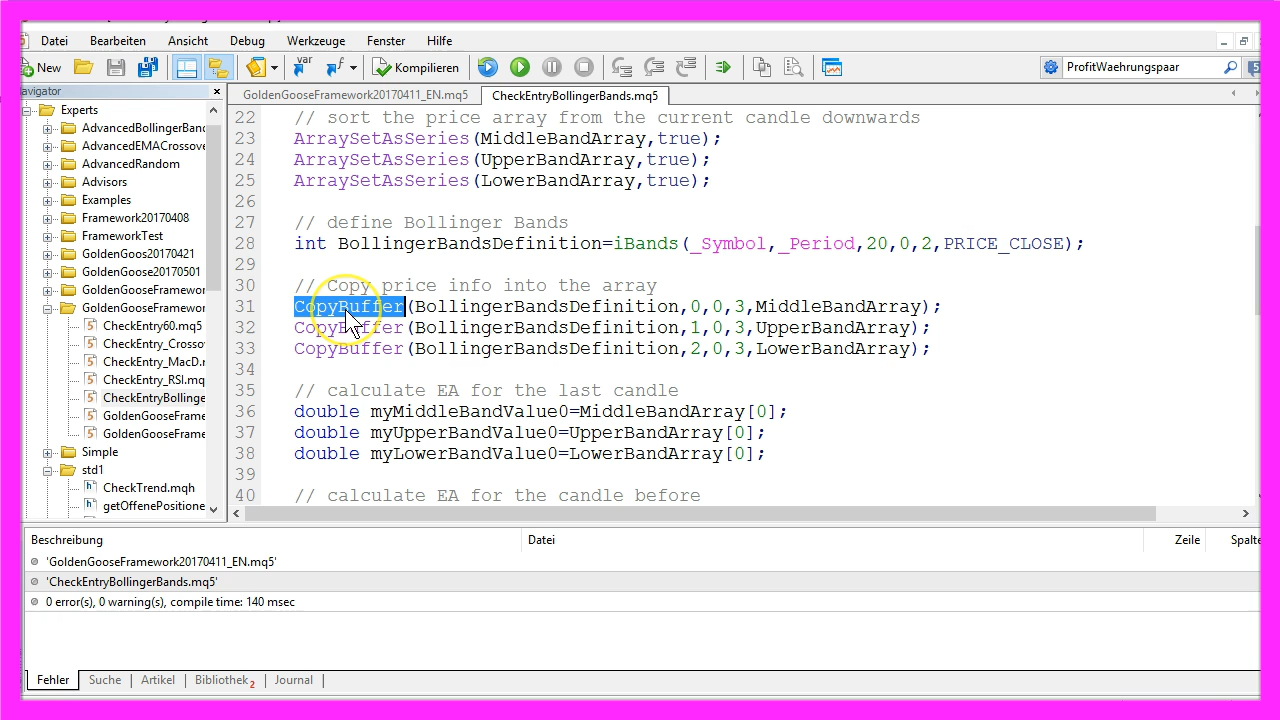 Datei Bearbeiten Ansicht Debug Werkzeuge Fenster Hilfe
New Kompilieren ProfitWaehrungspaar 5
avigator GoldenGooseFramework20170411_EN.mq5 CheckEntryBollingerBands.mq5
Experts
AdvancedBollingerBand
AdvancedEMACrossove
AdvancedRandom
Advisors
Examples
Framework20170408
FrameworkTest
GoldenGoos20170421
GoldenGoose20170501
GoldenGooseFramewor
CheckEntry60.mq5
CheckEntry_Crosso
CheckEntry_MacD.m
CheckEntry_RSI.mq
CheckEntryBollinge
GoldenGooseFrame
GoldenGooseFrame
Simple
std1
CheckTrend.mqh
getOffenePositione
22 // sort the price array from the current candle downwards
23 ArraySetAsSeries(MiddleBandArray,true);
24 ArraySetAsSeries(UpperBandArray,true);
25 ArraySetAsSeries(LowerBandArray,true);
26
27 // define Bollinger Bands
28 int BollingerBandsDefinition=iBands(_Symbol,_Period,20,0,2,PRICE_CLOSE);
29
30 // Copy price info into the array
31 CopyBuffer(BollingerBandsDefinition,0,0,3,MiddleBandArray);
32 CopyBuffer(BollingerBandsDefinition,1,0,3,UpperBandArray);
33 CopyBuffer(BollingerBandsDefinition,2,0,3,LowerBandArray);
34
35 // calculate EA for the last candle
36 double myMiddleBandValue0=MiddleBandArray[0];
37 double myUpperBandValue0=UpperBandArray[0];
38 double myLowerBandValue0=LowerBandArray[0];
39
40 // calculate EA for the candle before
Beschreibung Datei Zeile Spalte
'GoldenGooseFramework20170411_EN.mq5'
'CheckEntryBollingerBands.mq5'
0 error(s), 0 warning(s), compile time: 140 msec
Fehler Suche Artikel Bibliothek 2 Journal